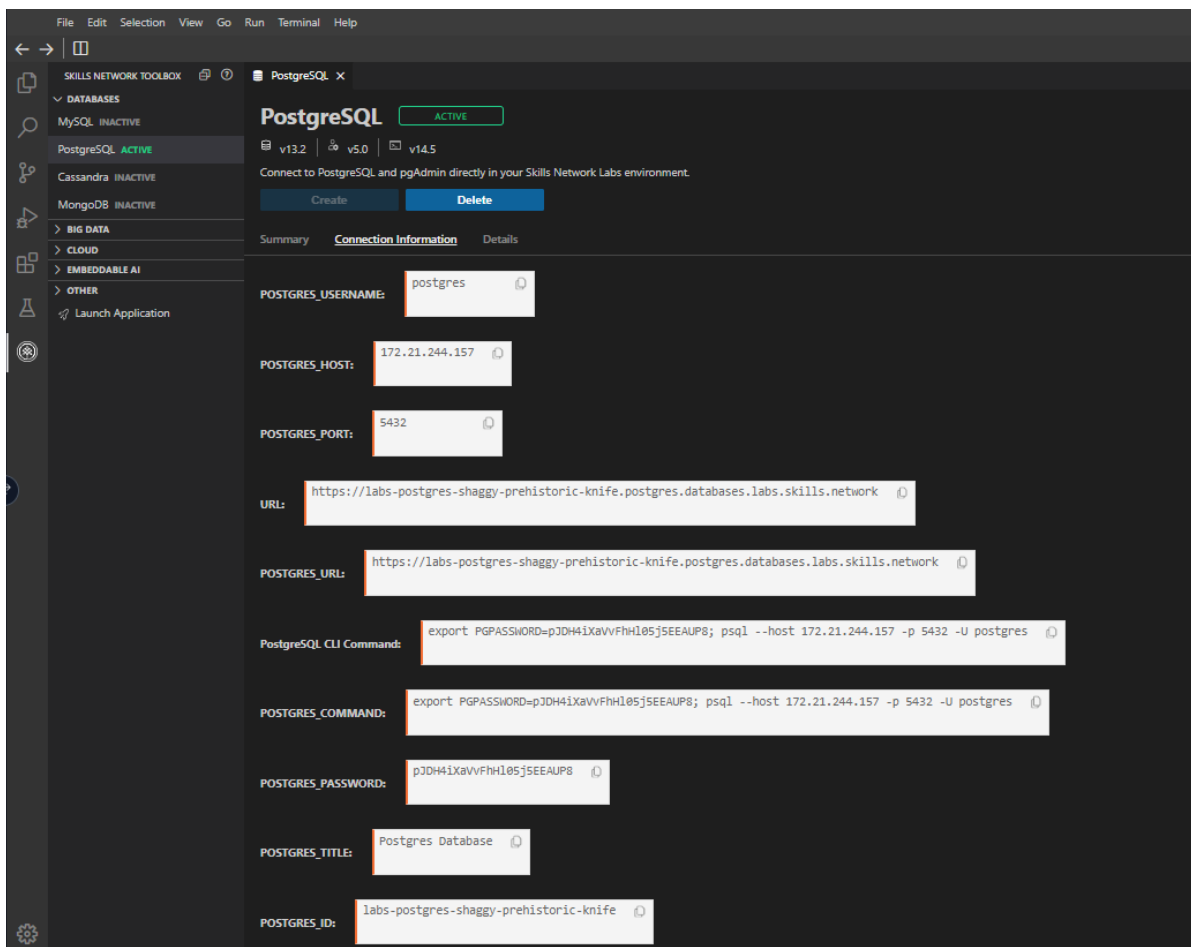 File Edit Selection View Go Run Terminal Help
SKILLS NETWORK TOOLBOX
PostgreSQL
DATABASES
MySQL INACTIVE
PostgreSQL ACTIVE
Cassandra INACTIVE
MongoDB INACTIVE
BIG DATA
CLOUD
EMBEDDABLE AI
OTHER
Launch Application
PostgreSQL ACTIVE
v13.2 v5.0 v14.5
Connect to PostgreSQL and pgAdmin directly in your Skills Network Labs environment.
Create Delete
Summary Connection Information Details
POSTGRES_USERNAME: postgres
POSTGRES_HOST: 172.21.244.157
POSTGRES_PORT: 5432
URL: https://labs-postgres-shaggy-prehistoric-knife.postgres.databases.labs.skills.network
POSTGRES_URL: https://labs-postgres-shaggy-prehistoric-knife.postgres.databases.labs.skills.network
PostgreSQL CLI Command: export PGPASSWORD=pJDH4iXaVvFhHl05j5EEAUP8; psql --host 172.21.244.157 -p 5432 -U postgres
POSTGRES_COMMAND: export PGPASSWORD=pJDH4iXaVvFhHl05j5EEAUP8; psql --host 172.21.244.157 -p 5432 -U postgres
POSTGRES_PASSWORD: pJDH4iXaVvFhHl05j5EEAUP8
POSTGRES_TITLE: Postgres Database
POSTGRES_ID: labs-postgres-shaggy-prehistoric-knife